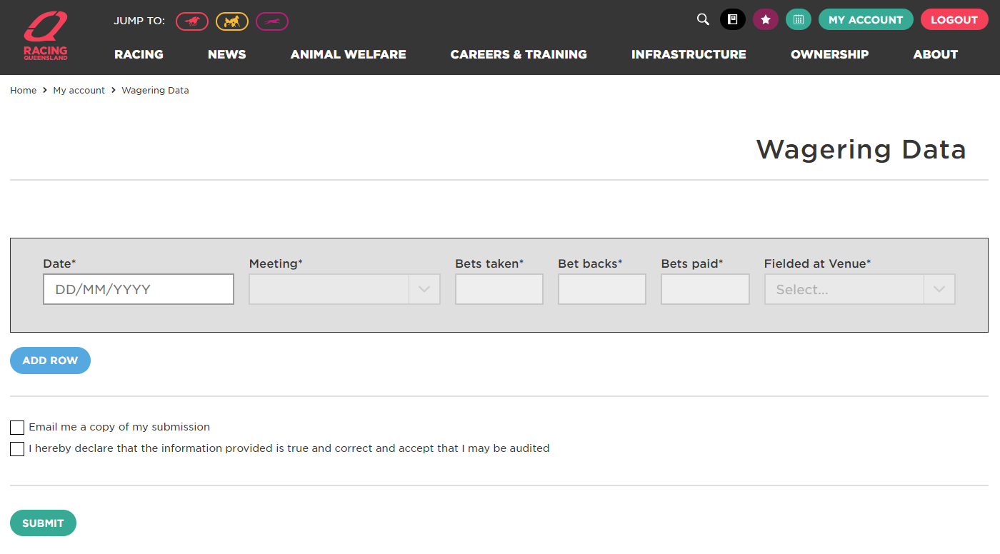 JUMP TO:
MY ACCOUNT
LOGOUT
RACING
QUEENSLAND
RACING NEWS ANIMAL WELFARE CAREERS & TRAINING INFRASTRUCTURE OWNERSHIP ABOUT
Home > My account > Wagering Data
Wagering Data
Date* Meeting* Bets taken* Bet backs* Bets paid* Fielded at Venue*
DD/MM/YYYY Select...
ADD ROW
Email me a copy of my submission
I hereby declare that the information provided is true and correct and accept that I may be audited
SUBMIT